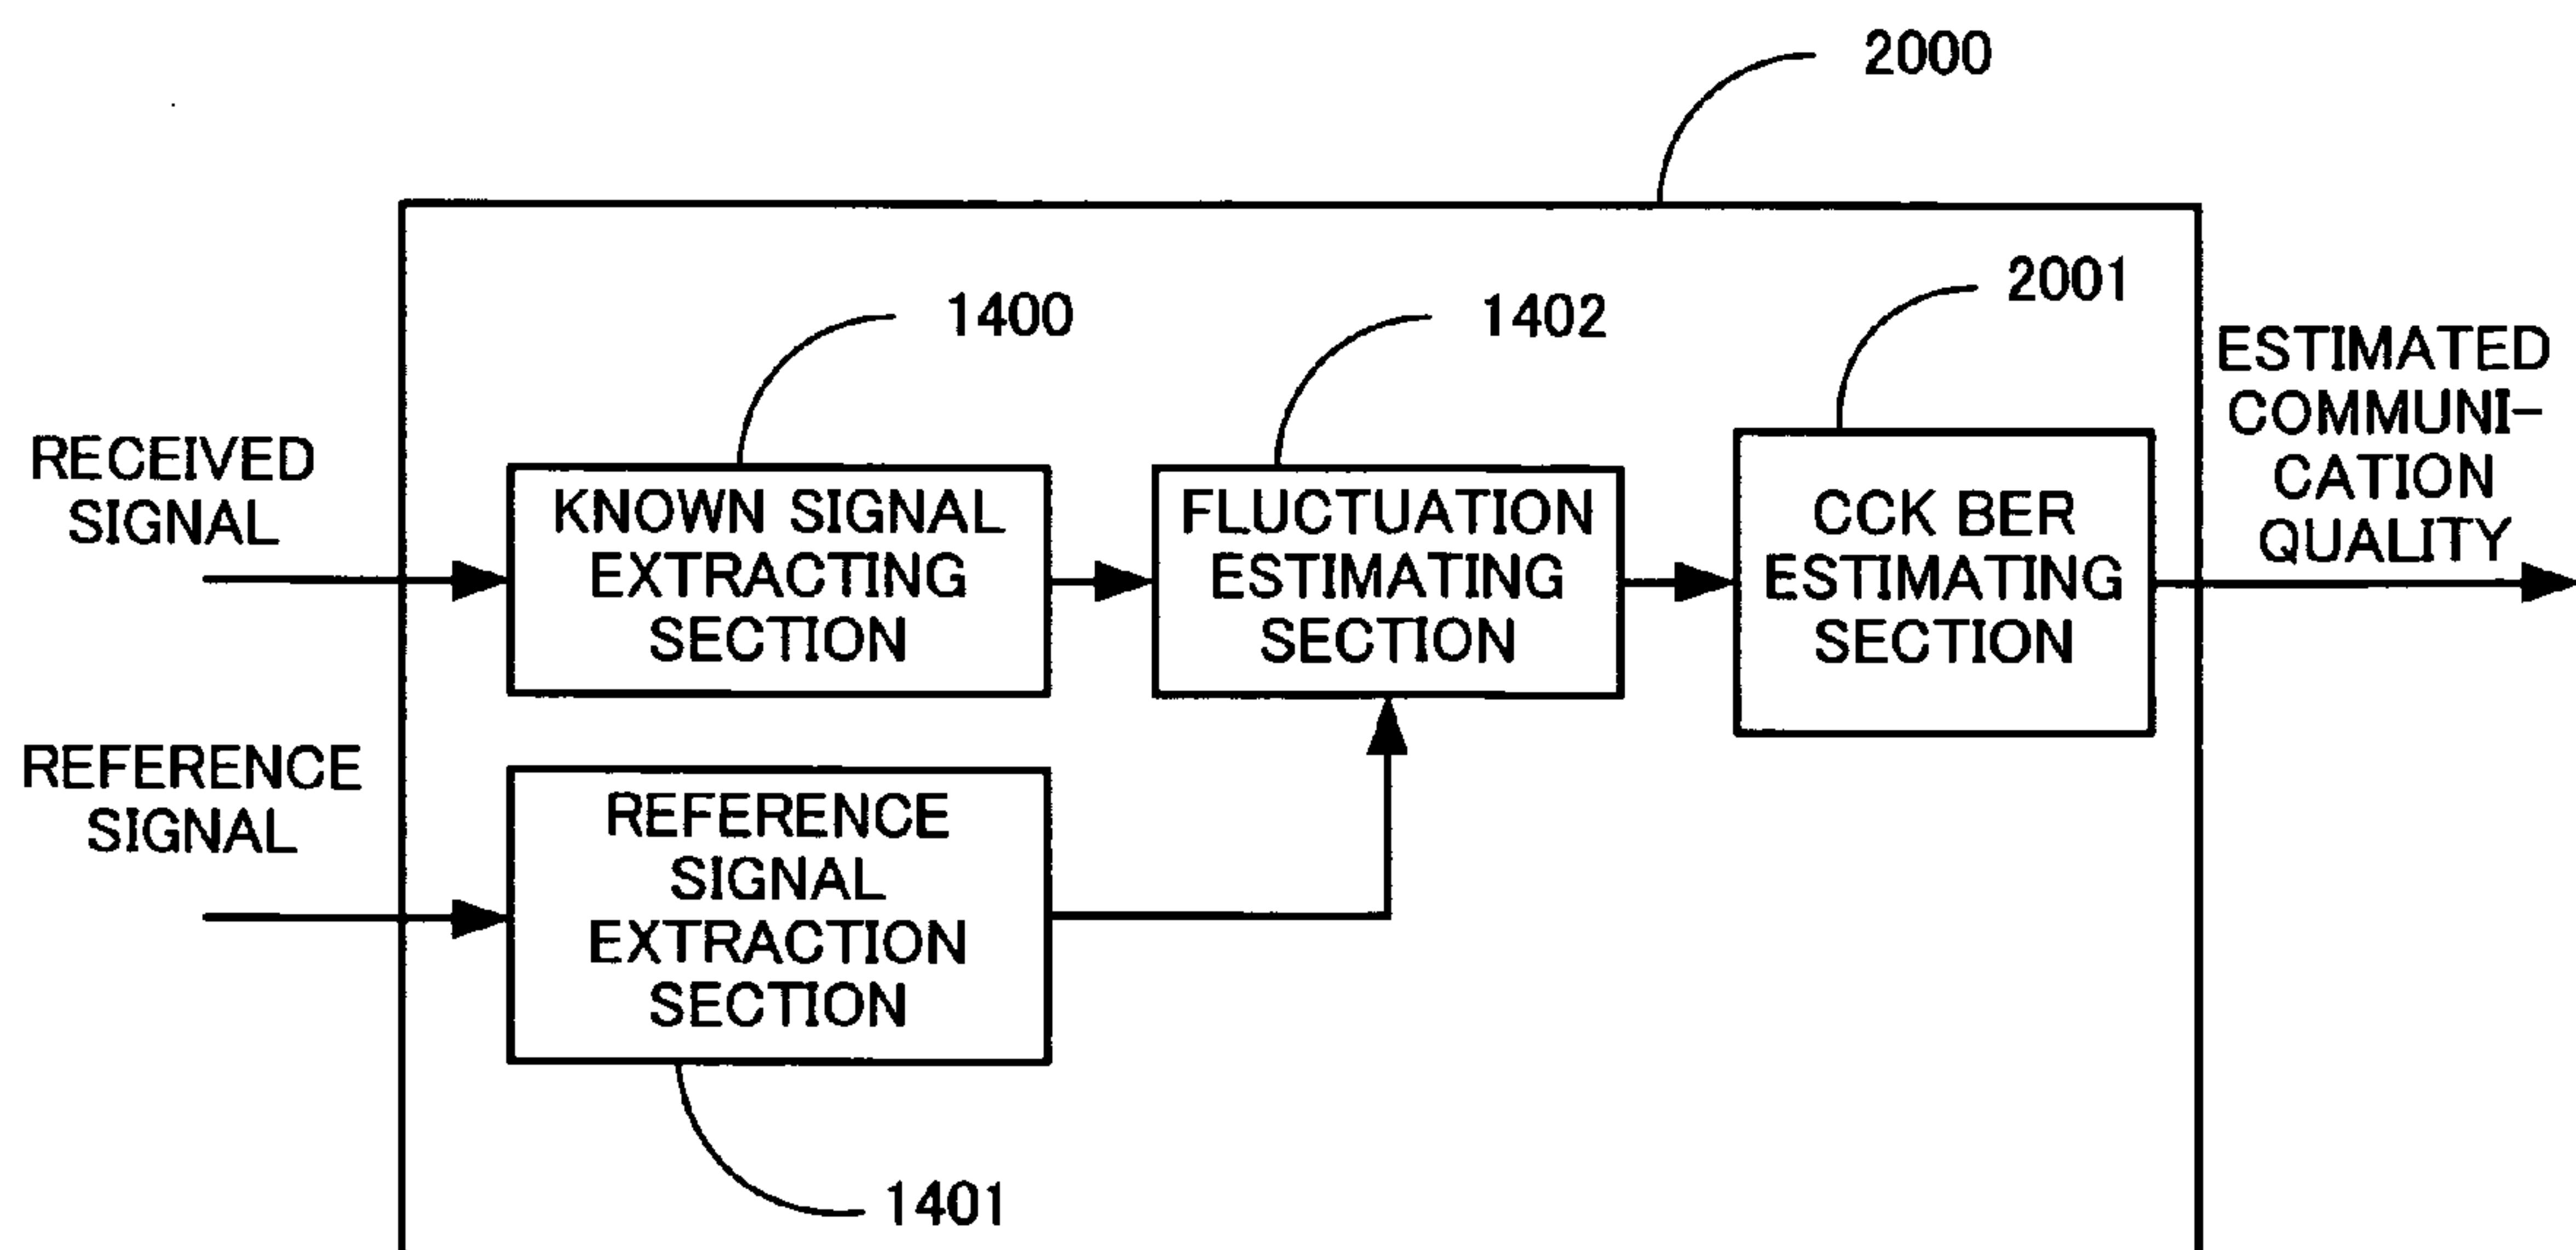 2000
1400
1402
2001
ESTIMATED
COMMUNI-
CATION
QUALITY
RECEIVED
SIGNAL
KNOWN SIGNAL
EXTRACTING
SECTION
FLUCTUATION
ESTIMATING
SECTION
CCK BER
ESTIMATING
SECTION
REFERENCE
SIGNAL
REFERENCE
SIGNAL
EXTRACTION
SECTION
1401